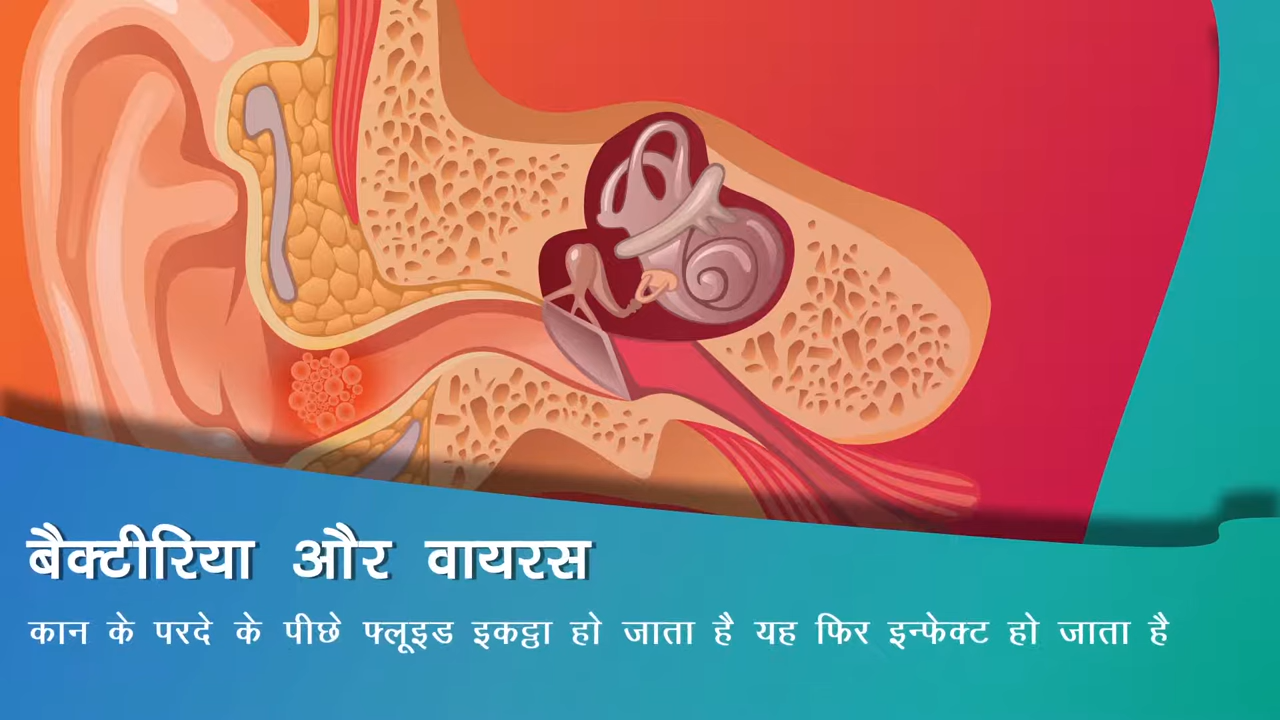 बैक्टीरिया और वायरस
कान के परदे के पीछे फ्लूइड इकट्ठा हो जाता है यह फिर इन्फेक्ट हो जाता है